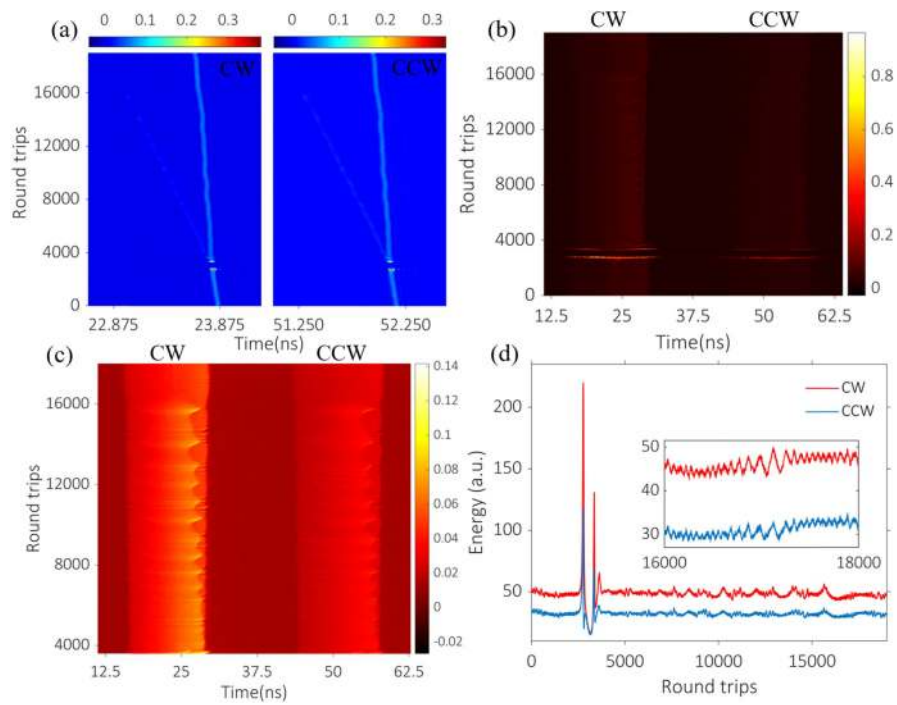 (a)
0 0.1 0.2 0.3
0 0.1 0.2 0.3
CW
CCW
16000
12000
8000
4000
0
Round trips
22.875 23.875 51.250 52.250
Time(ns)
(b)
CW CCW
16000
12000
8000
4000
0
Round trips
12.5 25 37.5 50 62.5
Time(ns)
0.8
0.6
0.4
0.2
0
(c)
CW CCW
16000
12000
8000
4000
Round trips
12.5 25 37.5 50 62.5
Time(ns)
0.14
0.12
0.1
0.08
0.06
0.04
0.02
0
-0.02
(d)
CW
CCW
200
150
100
50
Energy (a.u.)
50
40
30
16000 18000
0 5000 10000 15000
Round trips